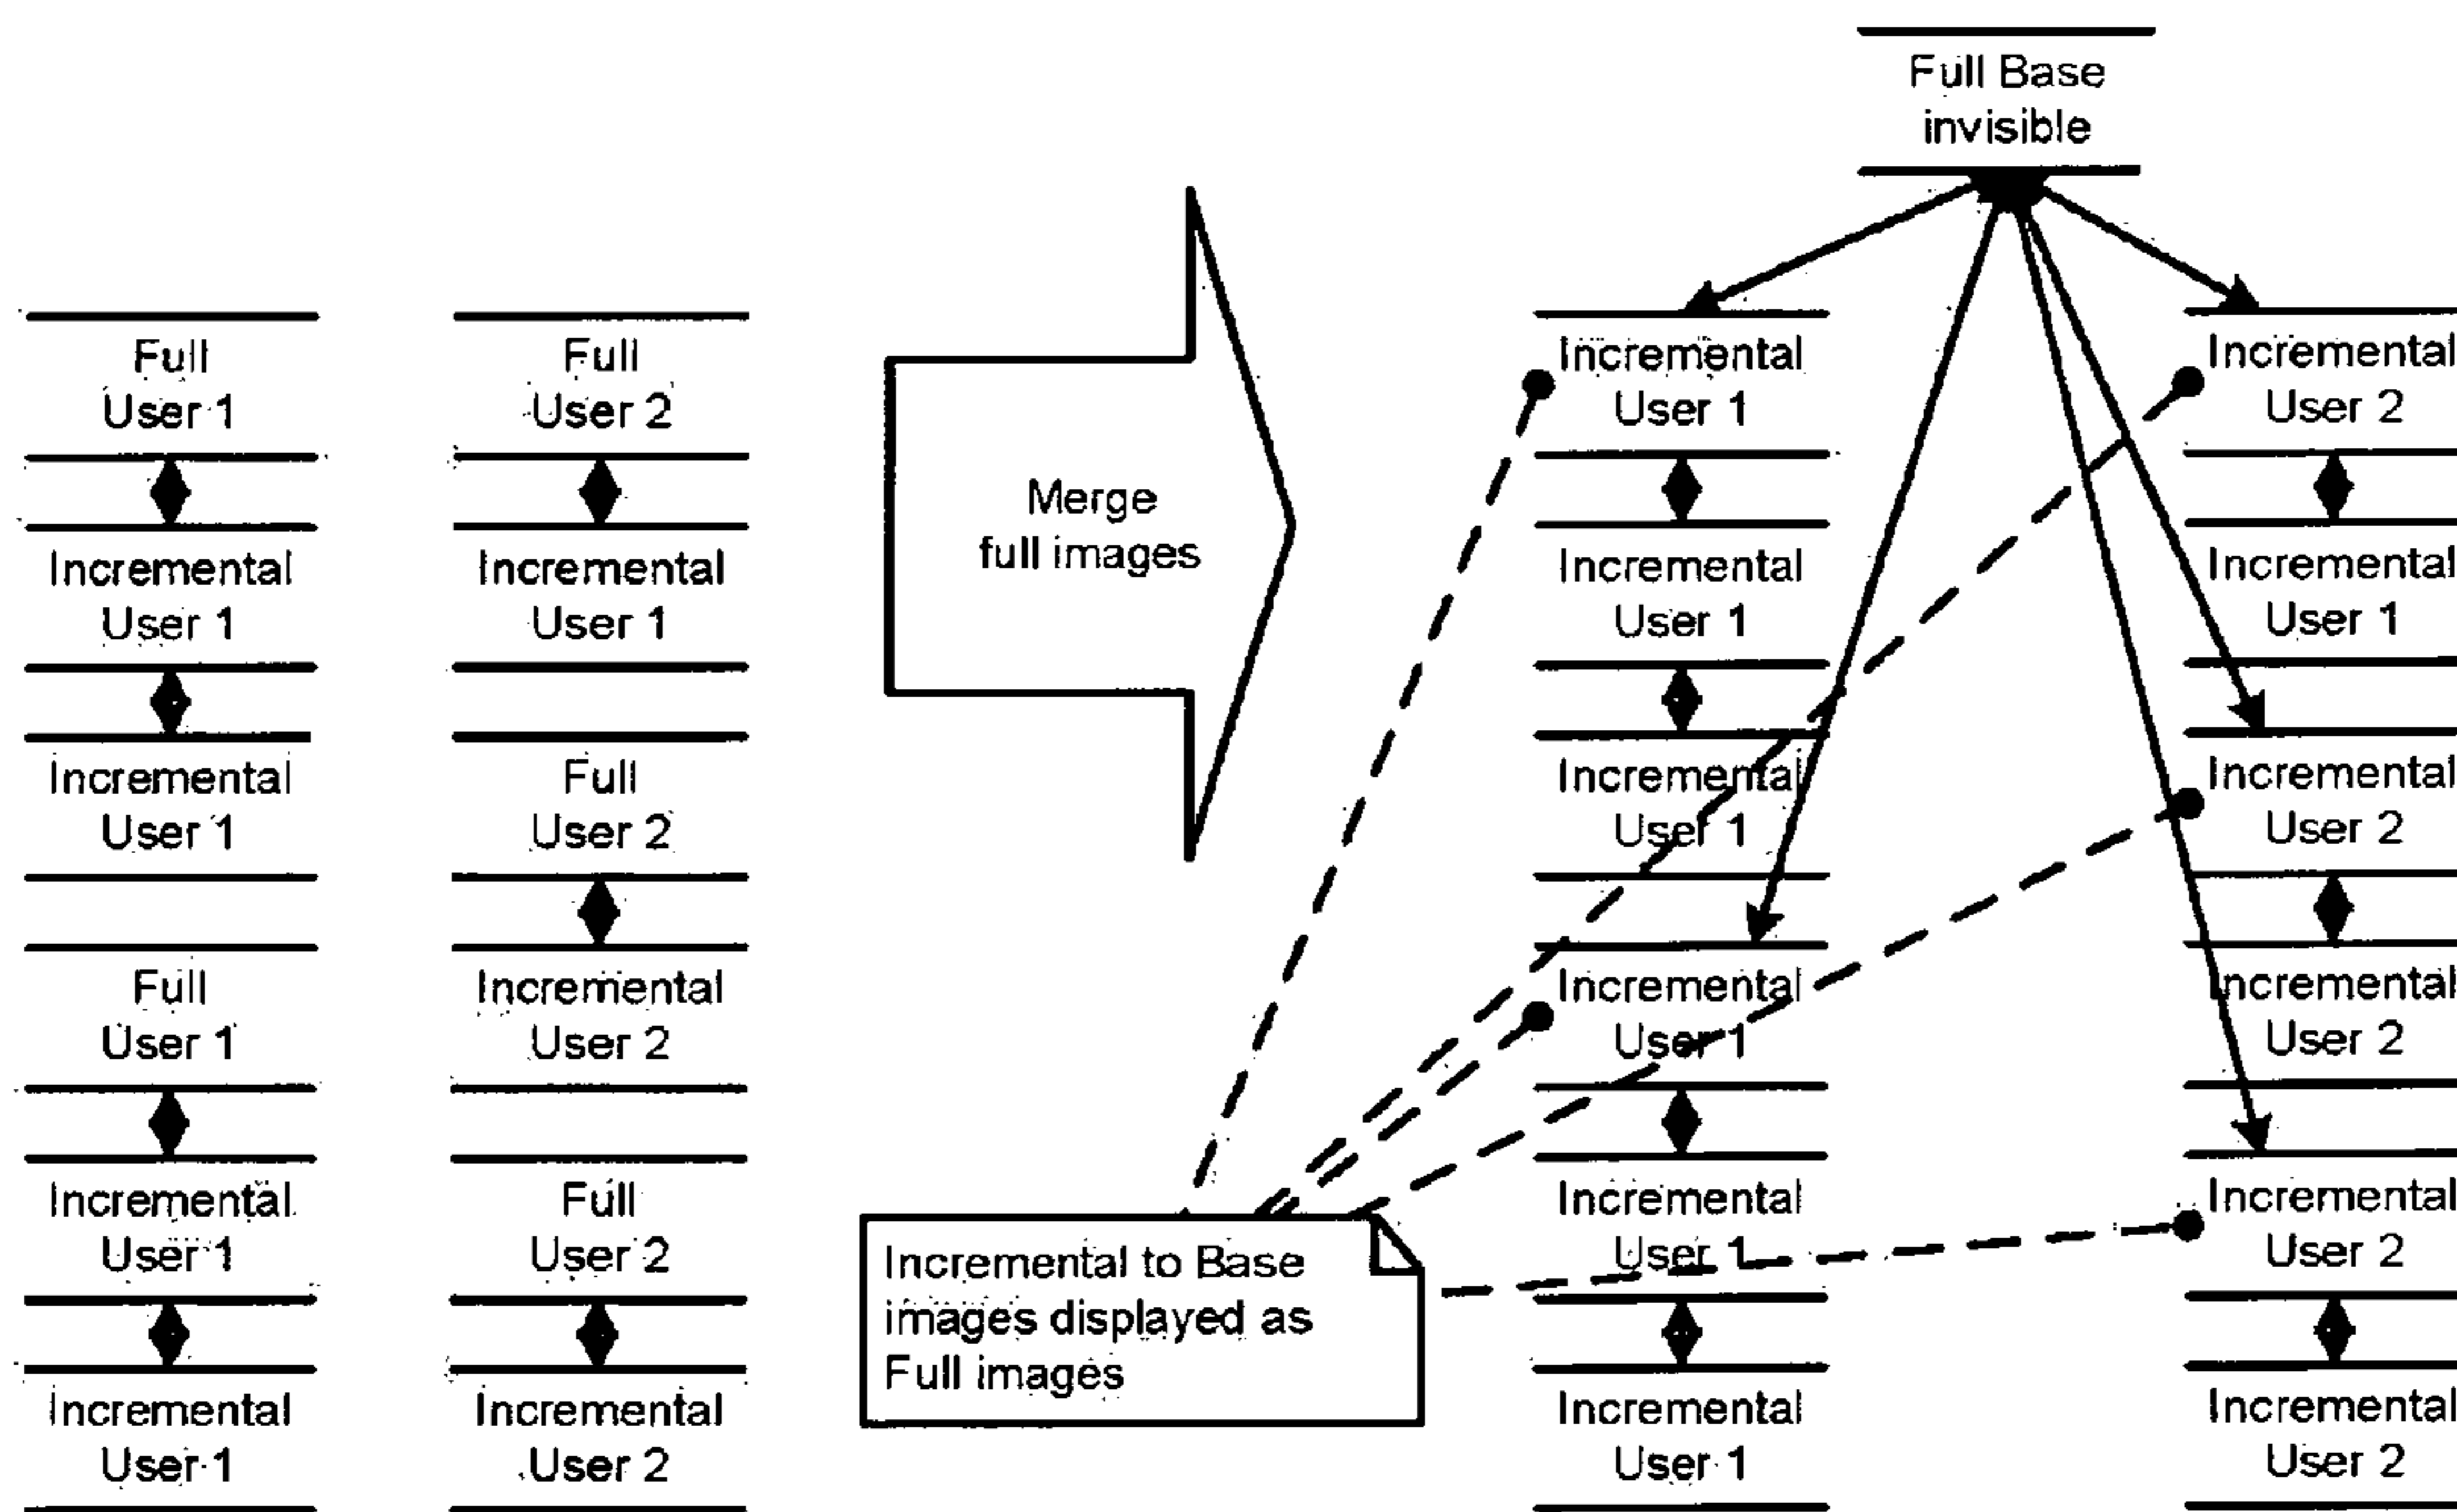 Full Base
invisible
Full
User 1
Full
User 2
Incremental
User 1
Incremental
User 2
Merge
full images
Incremental
User 1
Incremental
User 1
Incremental
User 1
Incremental
User 1
Incremental
User 1
Full
User 2
Incremental
User 1
Incremental
User 2
Full
User 1
Incremental
User 2
Incremental
User 1
Incremental
User 2
Incremental
User 1
Full
User 2
Incremental
User 1
Incremental
User 2
Incremental to Base
images displayed as
Full images
Incremental
User 1
Incremental
User 2
Incremental
User 1
Incremental
User 2